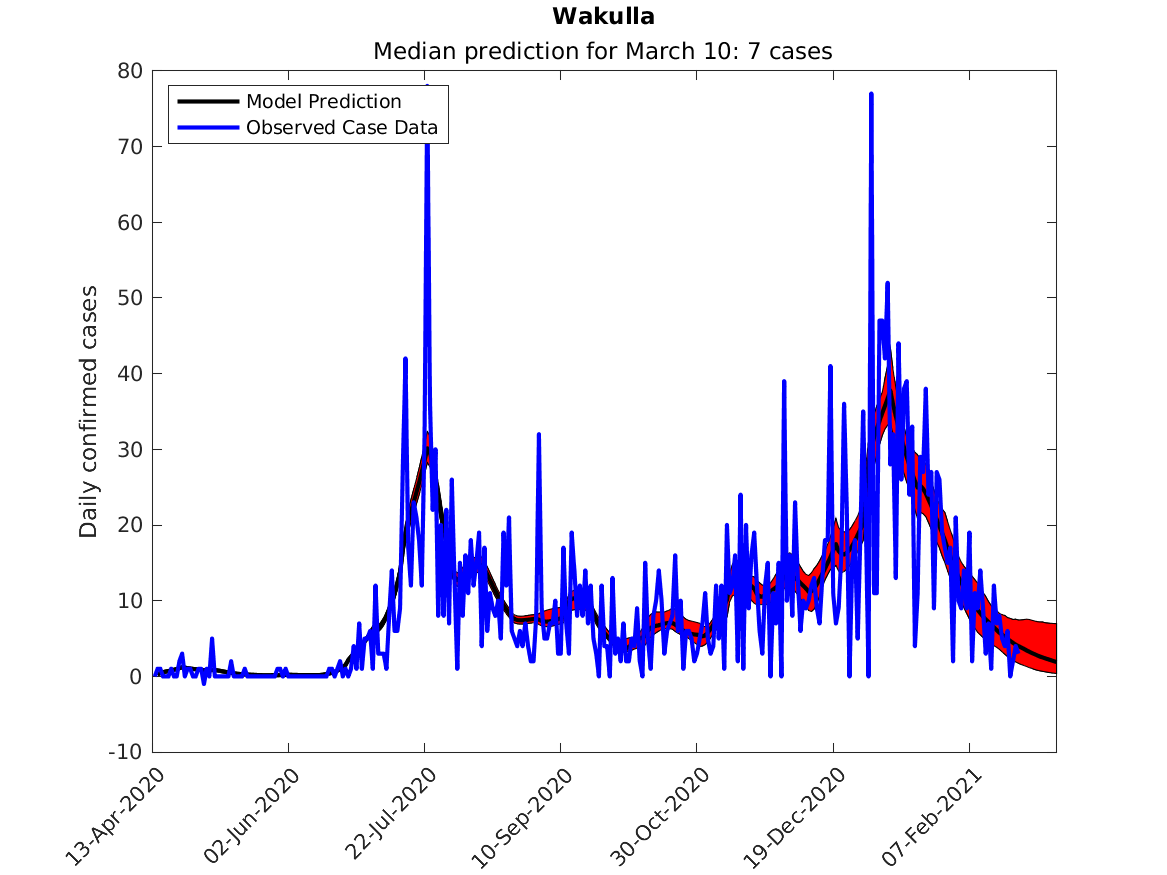 Wakulla
Median prediction for March 10: 7 cases
Model Prediction
Observed Case Data
Daily confirmed cases
80
70
60
50
40
30
20
10
0
-10
13-Apr-2020
02-Jun-2020
22-Jul-2020
10-Sep-2020
30-Oct-2020
19-Dec-2020
07-Feb-2021